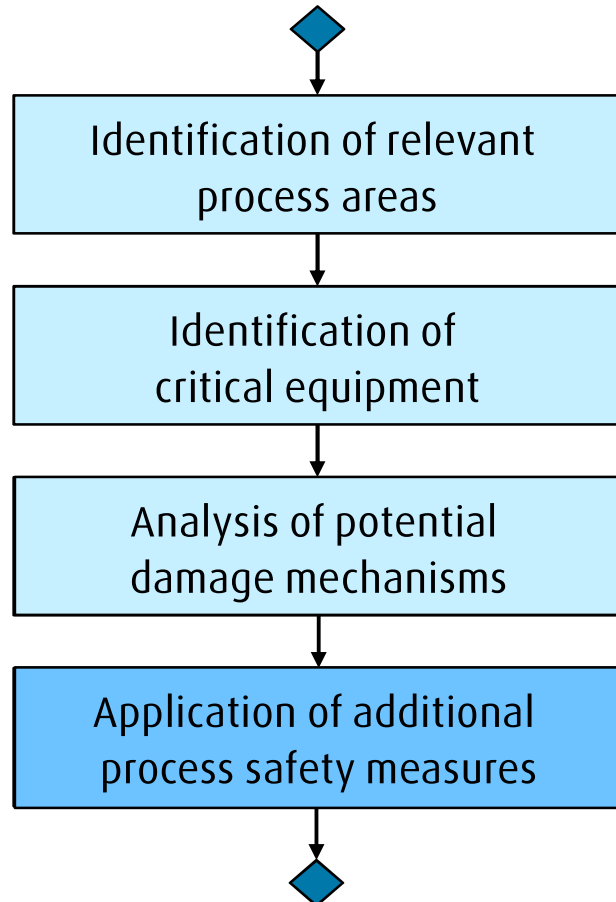 Identification of relevant
process areas
Identification of
critical equipment
Analysis of potential
damage mechanisms
Application of additional
process safety measures